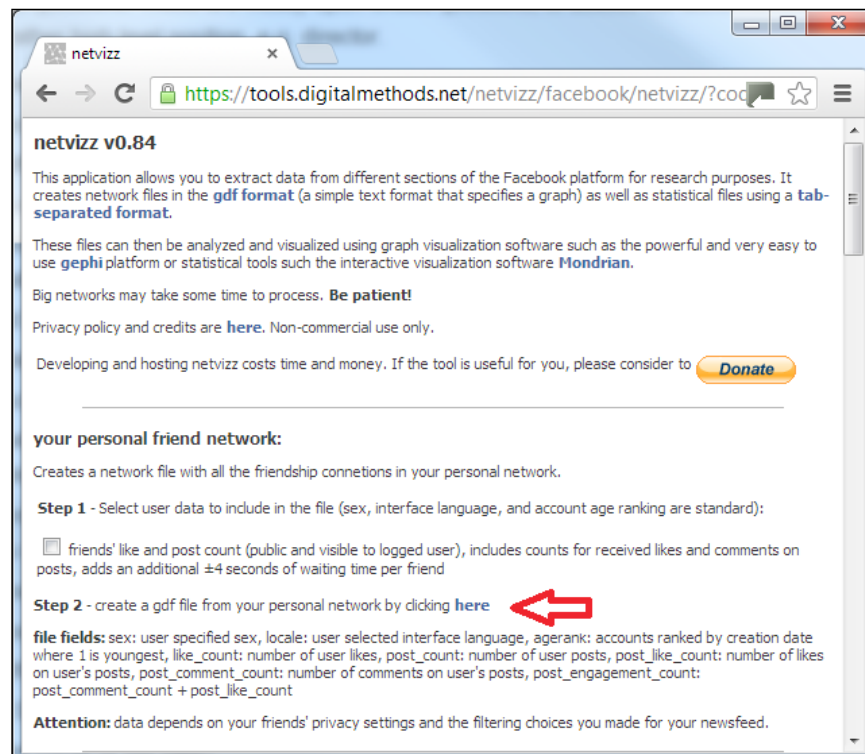 director
netvizz
https://tools.digitalmethods.net/netvizz/facebook/netvizz/?coc
netvizz v0.84
This application allows you to extract data from different sections of the Facebook platform for research purposes. It
creates network files in the gdf format (a simple text format that specifies a graph) as well as statistical files using a tab-
separated format.
These files can then be analyzed and visualized using graph visualization software such as the powerful and very easy to
use gephi platform or statistical tools such the interactive visualization software Mondrian.
Big networks may take some time to process. Be patient!
Privacy policy and credits are here. Non-commercial use only.
Developing and hosting netvizz costs time and money. If the tool is useful for you, please consider to Donate
your personal friend network:
Creates a network file with all the friendship connetions in your personal network.
Step 1 - Select user data to include in the file (sex, interface language, and account age ranking are standard):
friends' like and post count (public and visible to logged user), includes counts for received likes and comments on
posts, adds an additional ±4 seconds of waiting time per friend
Step 2 - create a gdf file from your personal network by clicking here
file fields: sex: user specified sex, locale: user selected interface language, agerank: accounts ranked by creation date
where 1 is youngest, like_count: number of user likes, post_count: number of user posts, post_like_count: number of likes
on user's posts, post_comment_count: number of comments on user's posts, post_engagement_count:
post_comment_count + post_like_count
Attention: data depends on your friends' privacy settings and the filtering choices you made for your newsfeed.